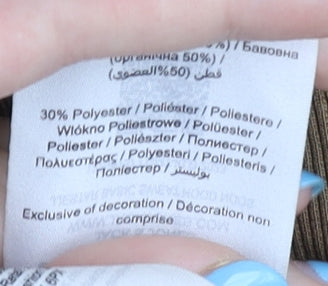 %) / Бавовна
(органічна 50%) /
قطن (50%العضوي)
30% Polyester / Poliéster / Poliestere /
Włókno Poliestrowe / Polüester /
Poliester / Poliészter / Полиестер /
Πολυεστέρας / Polyesteri / Poliesteris /
Поліестер / بوليستر
Exclusive of decoration / Décoration non
comprise